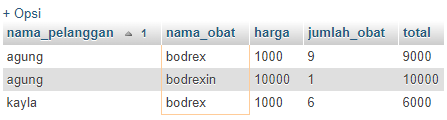 + Opsi
nama_pelanggan 1 nama_obat harga jumlah_obat total
agung bodrex 1000 9 9000
agung bodrexin 10000 1 10000
kayla bodrex 1000 6 6000